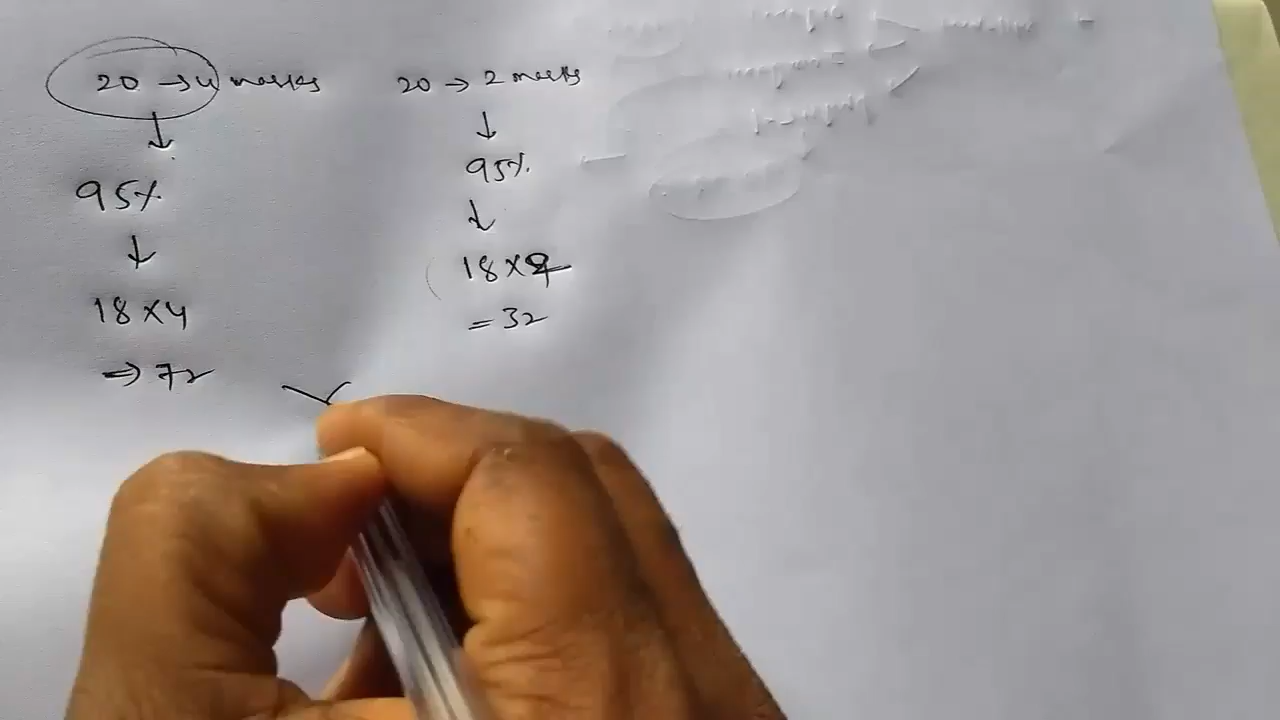 20 → 4 marks
↓
95%
↓
18 × 4
⇒ 72
20 → 2 marks
↓
95%
↓
18 × 2
= 32